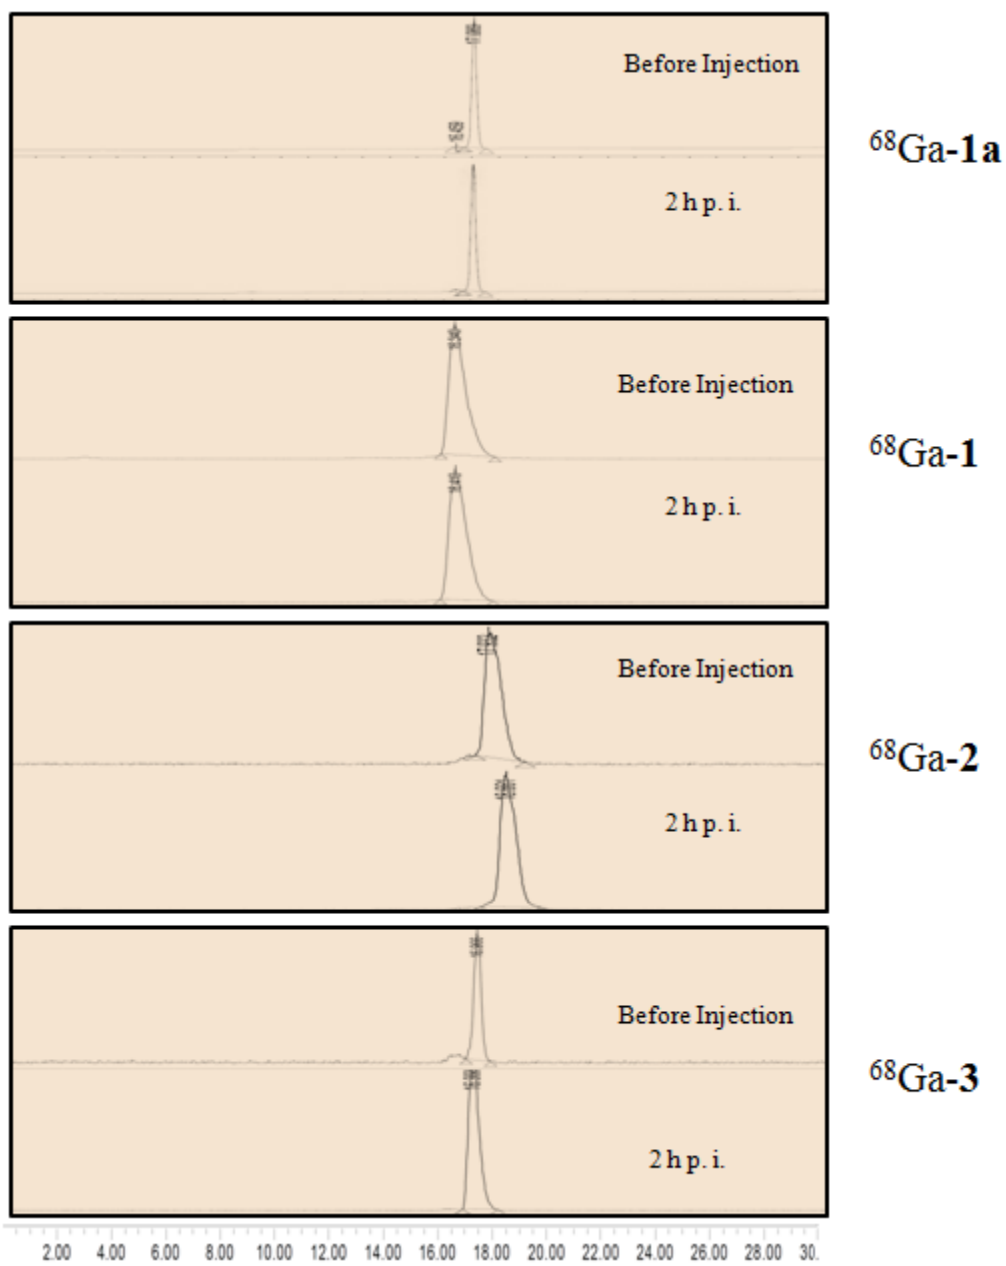 Before Injection
⁶⁸Ga-1a
2 h p. i.
Before Injection
⁶⁸Ga-1
2 h p. i.
Before Injection
⁶⁸Ga-2
2 h p. i.
Before Injection
⁶⁸Ga-3
2 h p. i.
2.00 4.00 6.00 8.00 10.00 12.00 14.00 16.00 18.00 20.00 22.00 24.00 26.00 28.00 30.